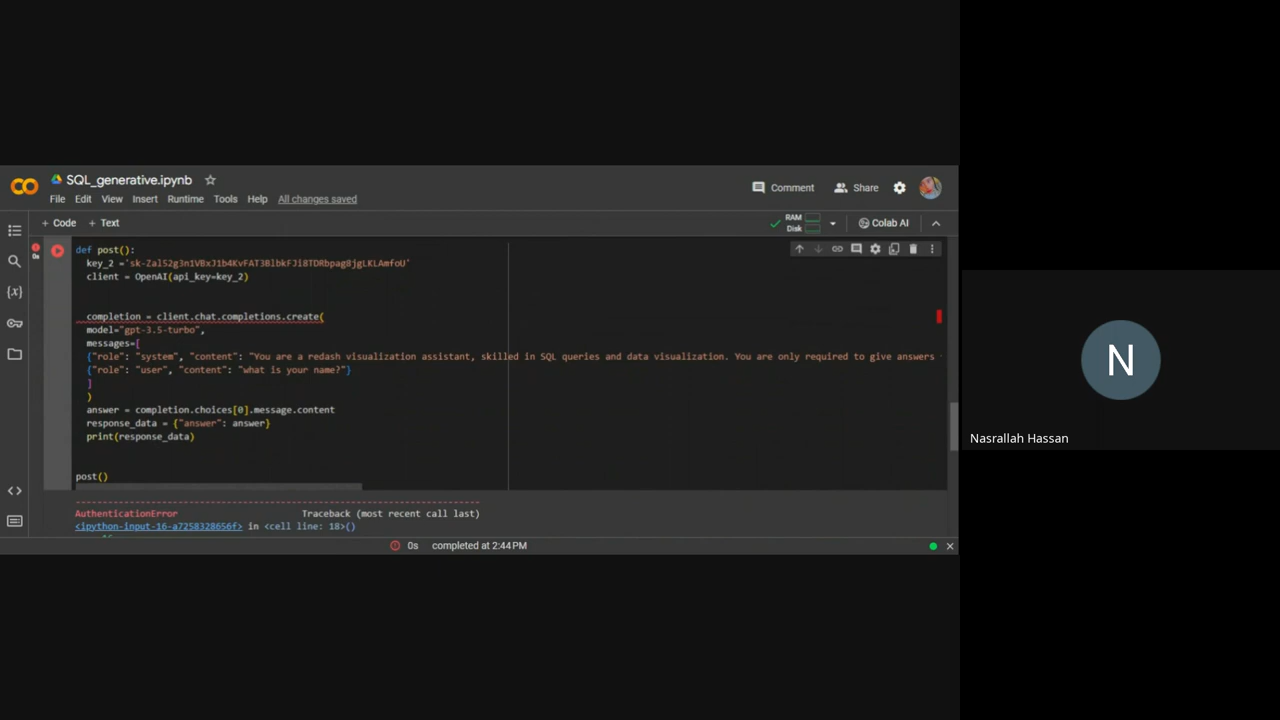 SQL_generative.ipynb
File Edit View Insert Runtime Tools Help All changes saved
Comment Share
+ Code + Text
RAM
Disk
Colab AI
0s
{x}
def post():
key_2 =
client = OpenAI(api_key=key_2)
completion = client.chat.completions.create(
model="gpt-3.5-turbo",
messages=[
{"role": "system", "content": "You are a redash visualization assistant, skilled in SQL queries and data visualization. You are only required to give answers
{"role": "user", "content": "what is your name?"}
]
)
answer = completion.choices[0].message.content
response_data = {"answer": answer}
print(response_data)
post()
AuthenticationError Traceback (most recent call last)
<ipython-input-16-a7258328656f> in <cell line: 18>()
0s completed at 2:44 PM
N
Nasrallah Hassan